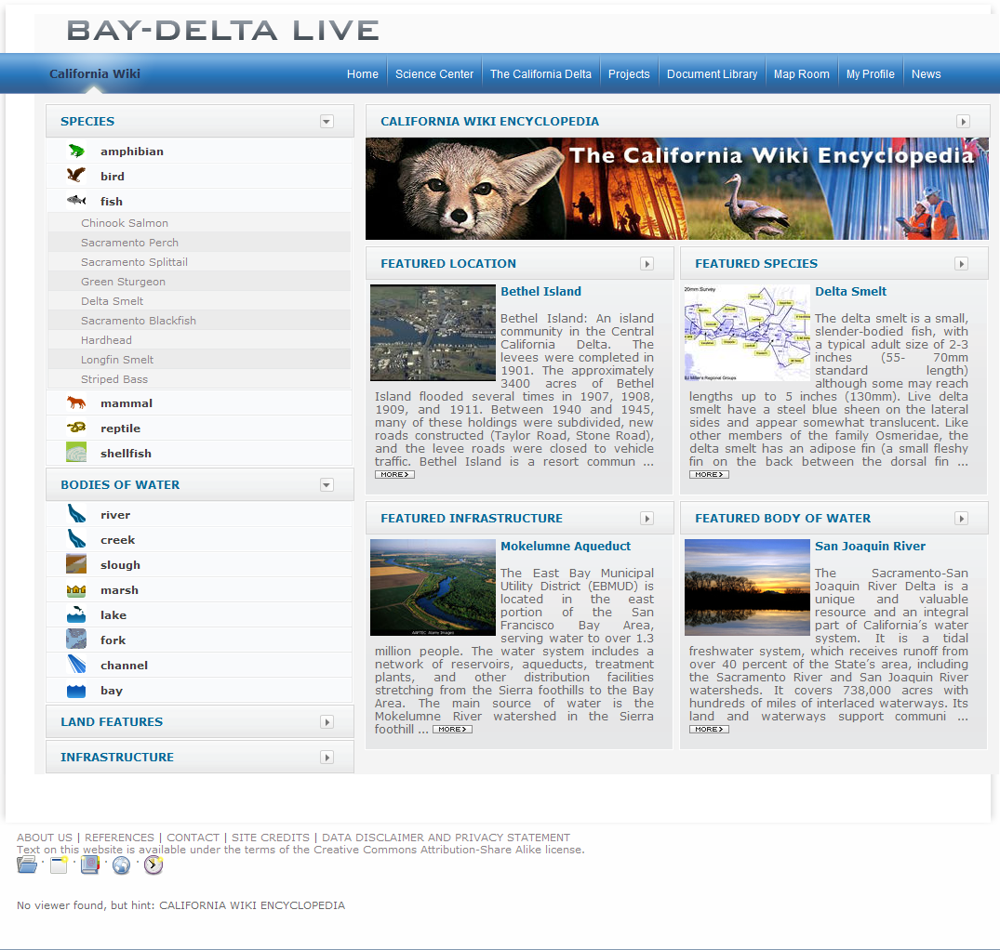 BAY-DELTA LIVE
California Wiki
Home
Science Center
The California Delta
Projects
Document Library
Map Room
My Profile
News
SPECIES
amphibian
bird
fish
Chinook Salmon
Sacramento Perch
Sacramento Splittail
Green Sturgeon
Delta Smelt
Sacramento Blackfish
Hardhead
Longfin Smelt
Striped Bass
mammal
reptile
shellfish
BODIES OF WATER
river
creek
slough
marsh
lake
fork
channel
bay
LAND FEATURES
INFRASTRUCTURE
CALIFORNIA WIKI ENCYCLOPEDIA
The California Wiki Encyclopedia
FEATURED LOCATION
Bethel Island
Bethel Island: An island
community in the Central
California Delta. The
levees were completed in
1901. The approximately
3400 acres of Bethel
Island flooded several times in 1907, 1908,
1909, and 1911. Between 1940 and 1945,
many of these holdings were subdivided, new
roads constructed (Taylor Road, Stone Road),
and the levee roads were closed to vehicle
traffic. Bethel Island is a resort commun ...
MORE>
FEATURED SPECIES
20mm Survey
Delta Smelt
The delta smelt is a small,
slender-bodied fish, with
a typical adult size of 2-3
inches (55- 70mm
standard length)
although some may reach
lengths up to 5 inches (130mm). Live delta
smelt have a steel blue sheen on the lateral
sides and appear somewhat translucent. Like
other members of the family Osmeridae, the
delta smelt has an adipose fin (a small fleshy
fin on the back between the dorsal fin ...
MORE>
FEATURED INFRASTRUCTURE
Mokelumne Aqueduct
The East Bay Municipal
Utility District (EBMUD) is
located in the east
portion of the San
Francisco Bay Area,
serving water to over 1.3
million people. The water system includes a
network of reservoirs, aqueducts, treatment
plants, and other distribution facilities
stretching from the Sierra foothills to the Bay
Area. The main source of water is the
Mokelumne River watershed in the Sierra
foothill ... MORE>
FEATURED BODY OF WATER
San Joaquin River
The Sacramento-San
Joaquin River Delta is a
unique and valuable
resource and an integral
part of California's water
system. It is a tidal
freshwater system, which receives runoff from
over 40 percent of the State's area, including
the Sacramento River and San Joaquin River
watersheds. It covers 738,000 acres with
hundreds of miles of interlaced waterways. Its
land and waterways support communi ...
MORE>
ABOUT US | REFERENCES | CONTACT | SITE CREDITS | DATA DISCLAIMER AND PRIVACY STATEMENT
Text on this website is available under the terms of the Creative Commons Attribution-Share Alike license.
No viewer found, but hint: CALIFORNIA WIKI ENCYCLOPEDIA